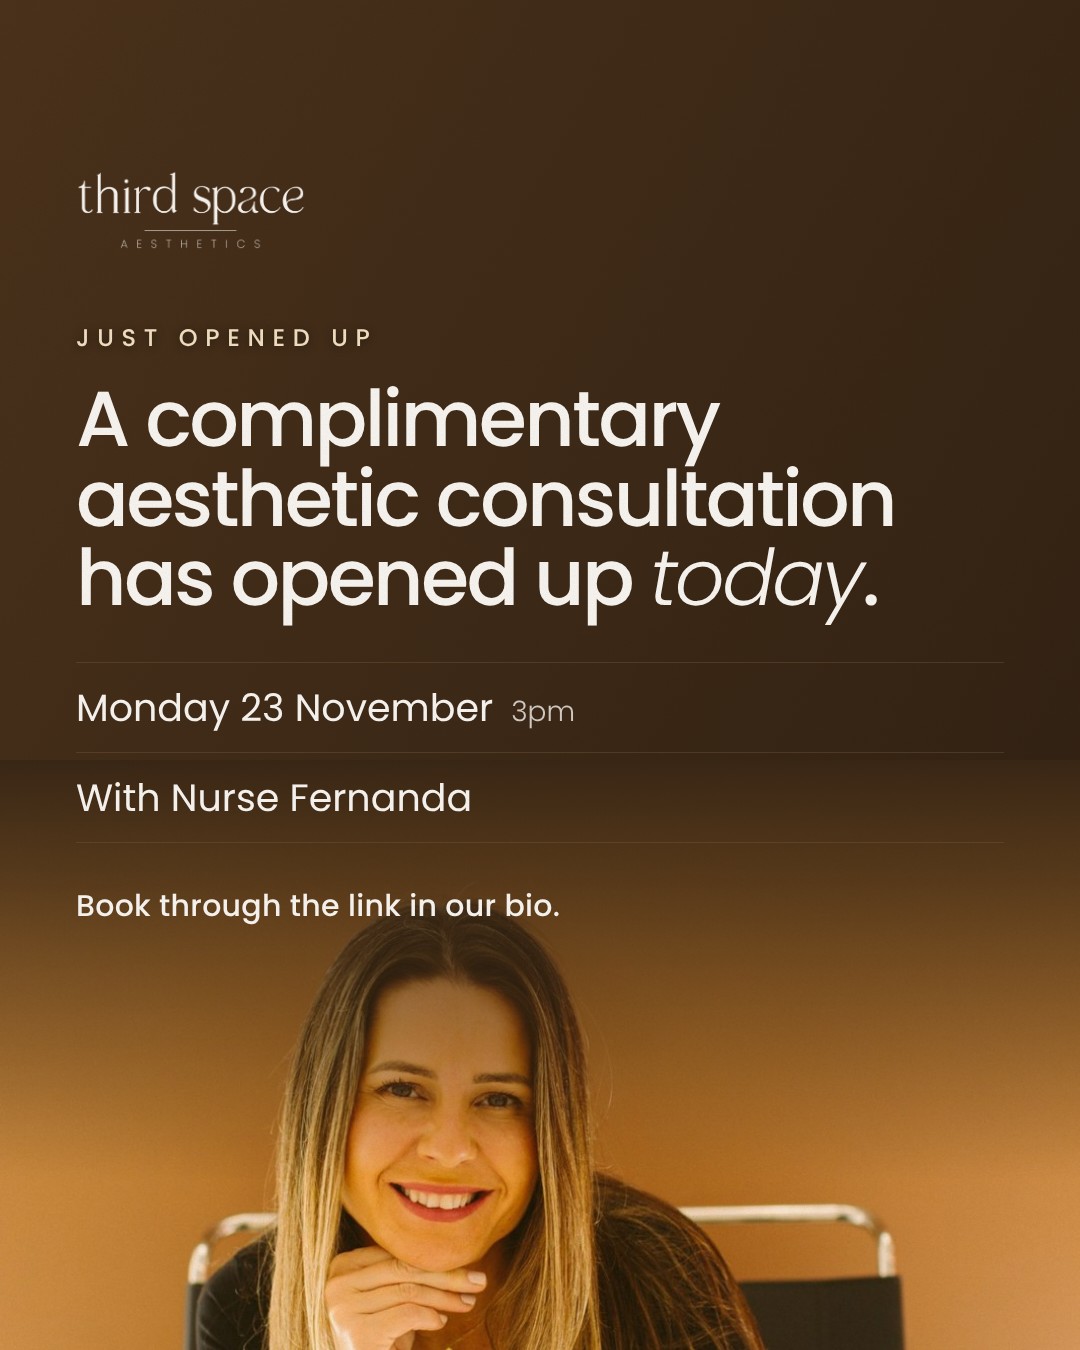 third space
AESTHETICS
JUST OPENED UP
A complimentary
aesthetic consultation
has opened up today.
Monday 23 November 3pm
With Nurse Fernanda
Book through the link in our bio.